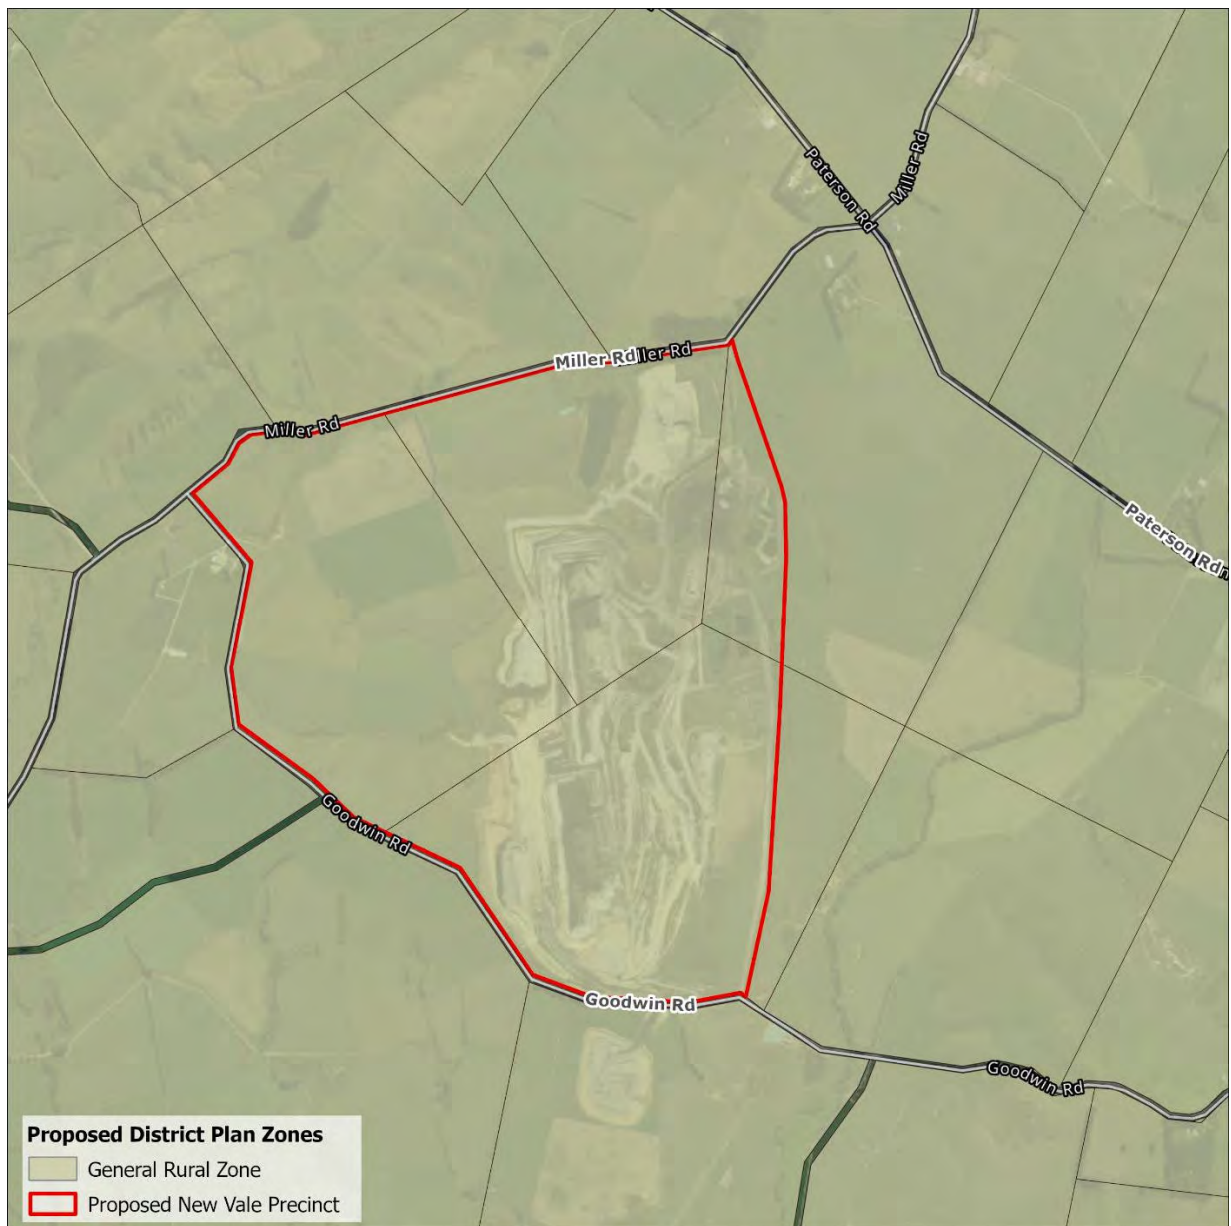 Paterson Rd
Miller Rd
Miller Rd
ller Rd
Miller Rd
Paterson Rd
Goodwin Rd
Goodwin Rd
Goodwin Rd
Proposed District Plan Zones
General Rural Zone
Proposed New Vale Precinct